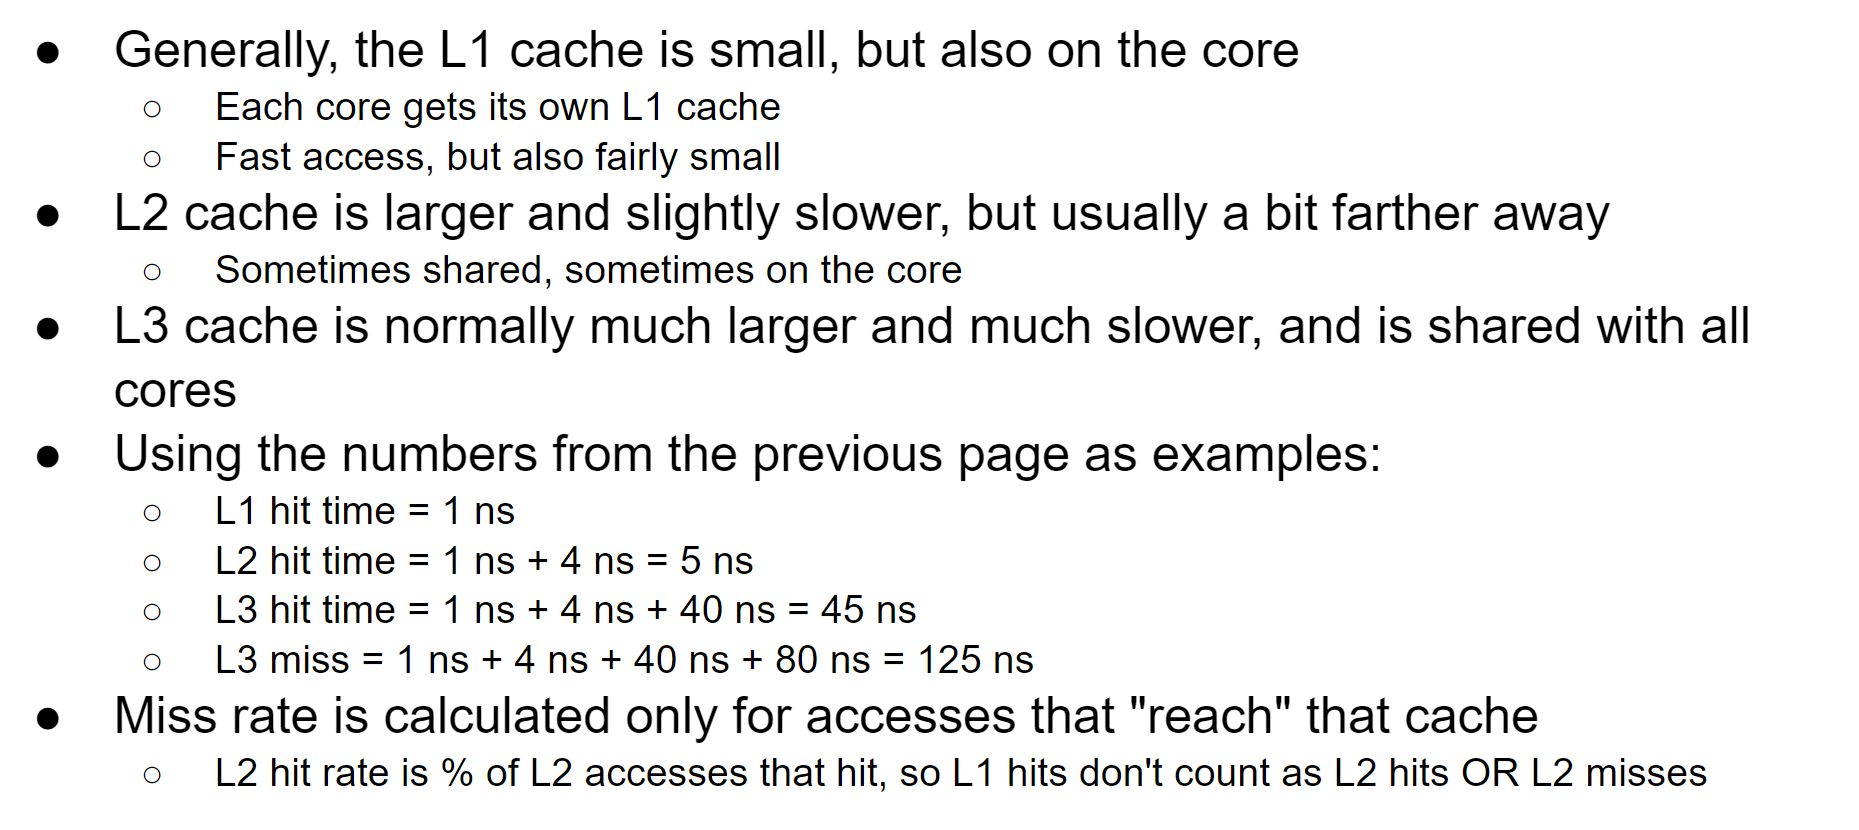 ● Generally, the L1 cache is small, but also on the core
○ Each core gets its own L1 cache
○ Fast access, but also fairly small
● L2 cache is larger and slightly slower, but usually a bit farther away
○ Sometimes shared, sometimes on the core
● L3 cache is normally much larger and much slower, and is shared with all
cores
● Using the numbers from the previous page as examples:
○ L1 hit time = 1 ns
○ L2 hit time = 1 ns + 4 ns = 5 ns
○ L3 hit time = 1 ns + 4 ns + 40 ns = 45 ns
○ L3 miss = 1 ns + 4 ns + 40 ns + 80 ns = 125 ns
● Miss rate is calculated only for accesses that "reach" that cache
○ L2 hit rate is % of L2 accesses that hit, so L1 hits don't count as L2 hits OR L2 misses